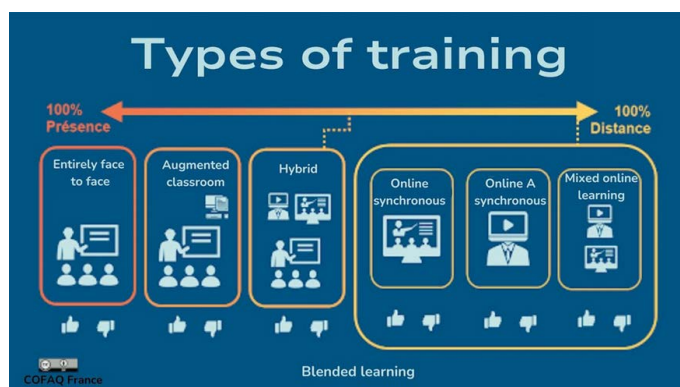 Types of training
100%
Présence
100%
Distance
Entirely face
to face
Augmented
classroom
Hybrid
Online
synchronous
Online A
synchronous
Mixed online
learning
COFAQ France
Blended learning